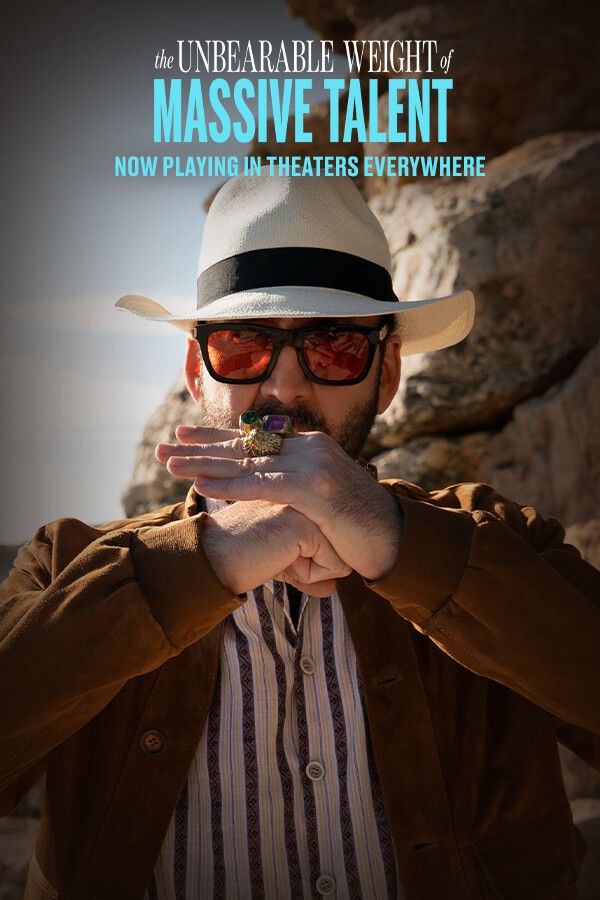 the UNBEARABLE WEIGHT of
MASSIVE TALENT
NOW PLAYING IN THEATERS EVERYWHERE